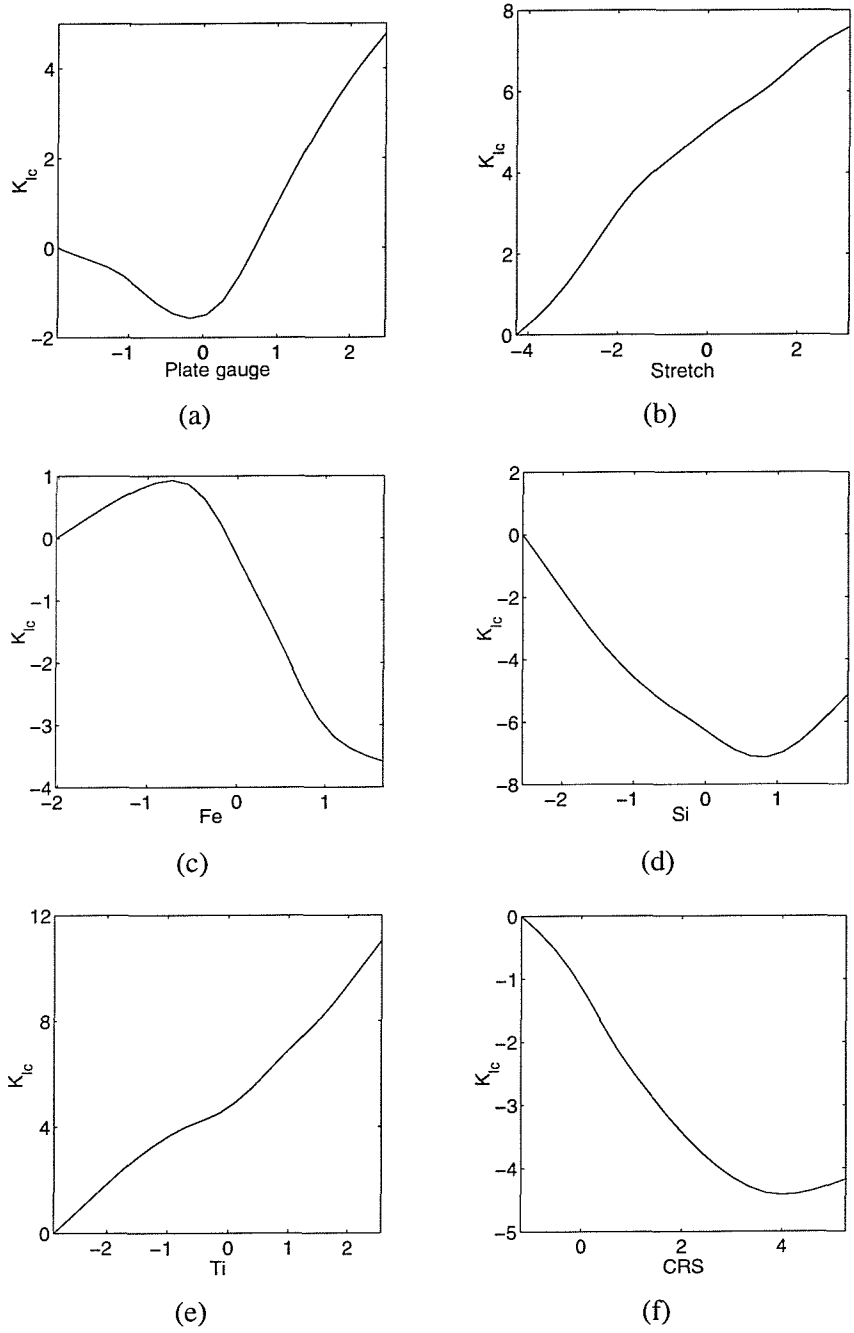 4
2
0
−2
K_Ic
−1 0 1 2
Plate gauge
(a)
8
6
4
2
0
K_Ic
−4 −2 0 2
Stretch
(b)
1
0
−1
−2
−3
−4
K_Ic
−2 −1 0 1
Fe
(c)
2
0
−2
−4
−6
−8
K_Ic
−2 −1 0 1
Si
(d)
12
8
4
0
K_Ic
−2 −1 0 1 2
Ti
(e)
0
−1
−2
−3
−4
−5
K_Ic
0 2 4
CRS
(f)